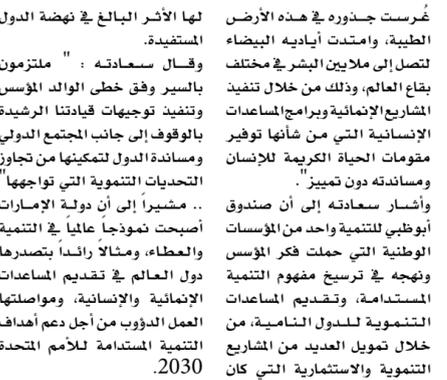 غُرست جذوره في هذه الأرض
الطيبة، وامتدت أياديه البيضاء
لتصل إلى ملايين البشر في مختلف
بقاع العالم، وذلك من خلال تنفيذ
المشاريع الإنمائية وبرامج المساعدات
الإنسانية التي من شأنها توفير
مقومات الحياة الكريمة للإنسان
ومساندته دون تمييز".
وأشار سعادته إلى أن صندوق
أبوظبي للتنمية واحد من المؤسسات
الوطنية التي حملت فكر المؤسس
ونهجه في ترسيخ مفهوم التنمية
المستدامة، وتقديم المساعدات
التنموية للدول النامية، من
خلال تمويل العديد من المشاريع
التنموية والاستثمارية التي كان
لها الأثر البالغ في نهضة الدول
المستفيدة.
وقال سعادته : " ملتزمون
بالسير وفق خطى الوالد المؤسس
وتنفيذ توجيهات قيادتنا الرشيدة
بالوقوف إلى جانب المجتمع الدولي
ومساندة الدول لتمكينها من تجاوز
التحديات التنموية التي تواجهها"
.. مشيراً إلى أن دولة الإمارات
أصبحت نموذجاً عالمياً في التنمية
والعطاء، ومثالاً رائداً بتصدرها
دول العالم في تقديم المساعدات
الإنمائية والإنسانية، ومواصلتها
العمل الدؤوب من أجل دعم أهداف
التنمية المستدامة للأمم المتحدة
2030.